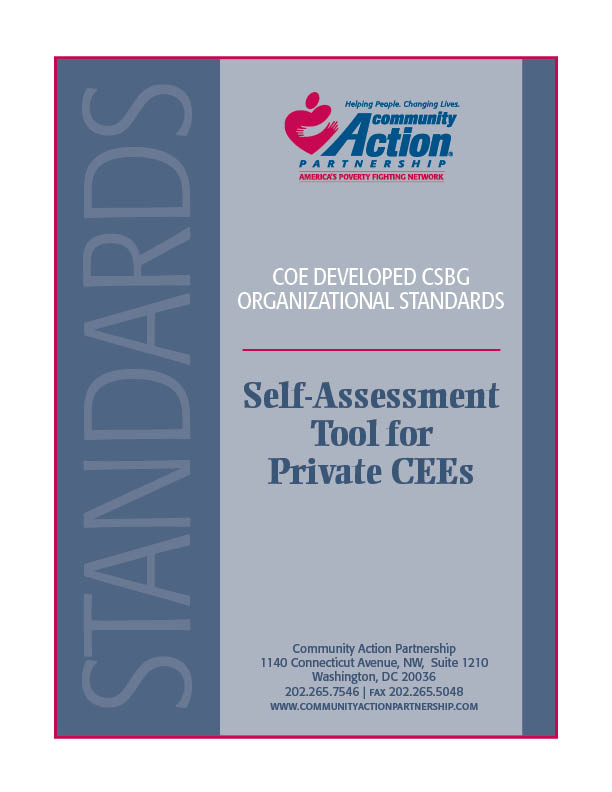 STANDARDS
Helping People. Changing Lives.
community
Action®
PARTNERSHIP
AMERICA'S POVERTY FIGHTING NETWORK
COE DEVELOPED CSBG
ORGANIZATIONAL STANDARDS
Self-Assessment
Tool for
Private CEEs
Community Action Partnership
1140 Connecticut Avenue, NW, Suite 1210
Washington, DC 20036
202.265.7546 | FAX 202.265.5048
WWW.COMMUNITYACTIONPARTNERSHIP.COM